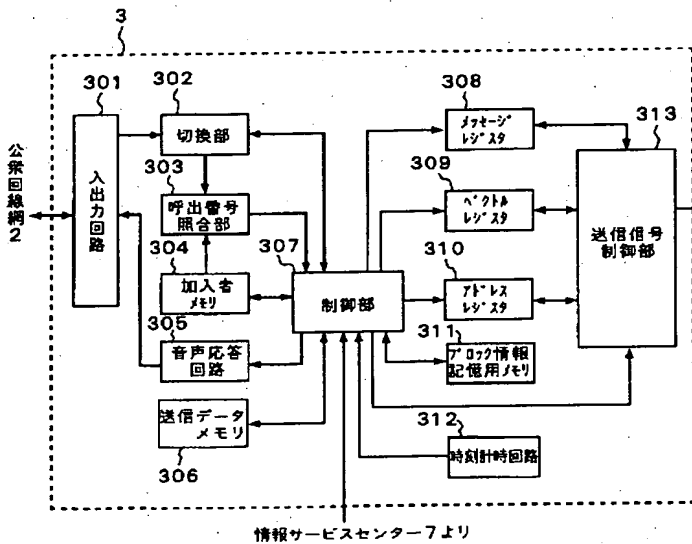 3
301
302
303
304
305
306
307
308
309
310
311
312
313
公衆回線網2
入出力回路
切換部
呼出番号
照合部
加入者
メモリ
音声応答
回路
送信データ
メモリ
制御部
メッセージ
レジスタ
ベクトル
レジスタ
アドレス
レジスタ
ブロック情報
記憶用メモリ
時刻計時回路
送信信号
制御部
情報サービスセンター7より